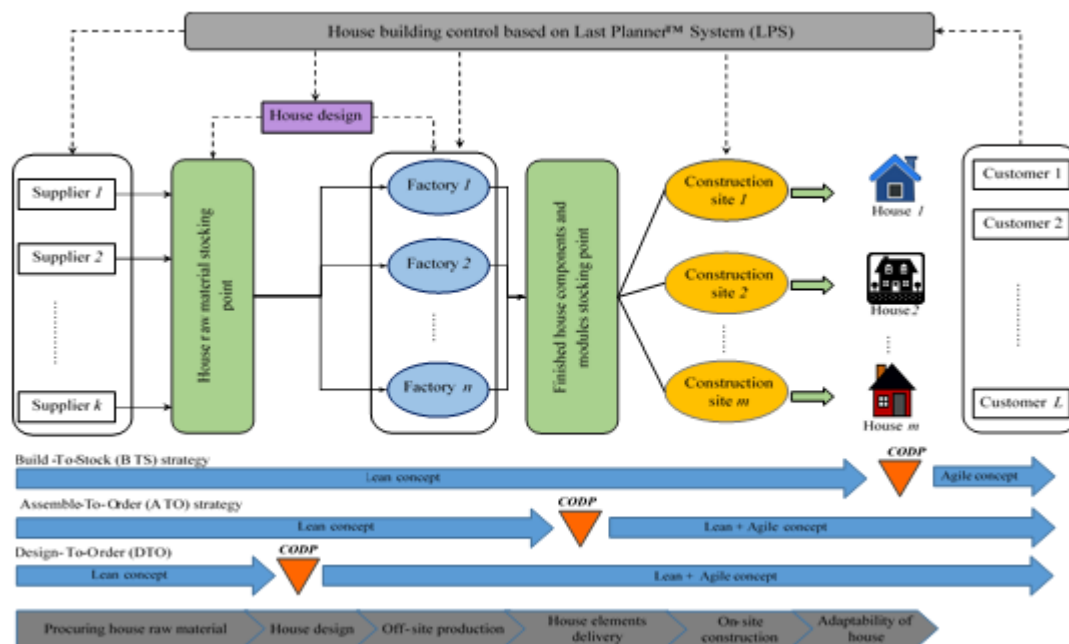 House building control based on Last Planner™ System (LPS)
House design
Supplier 1
Supplier 2
Supplier k
House raw material stocking
point
Factory 1
Factory 2
Factory n
Finished house components and
modules stocking point
Construction
site 1
Construction
site 2
Construction
site m
House 1
House2
House m
Customer 1
Customer 2
Customer L
Build -To-Stock (B TS) strategy
CODP
Lean concept
Agile concept
Assemble-To-Order (A TO) strategy
CODP
Lean concept
Lean + Agile concept
Design- To-Order (DTO)
CODP
Lean concept
Lean + Agile concept
Procuring house raw material
House design
Off-site production
House elements
delivery
On-site
construction
Adaptability of
house